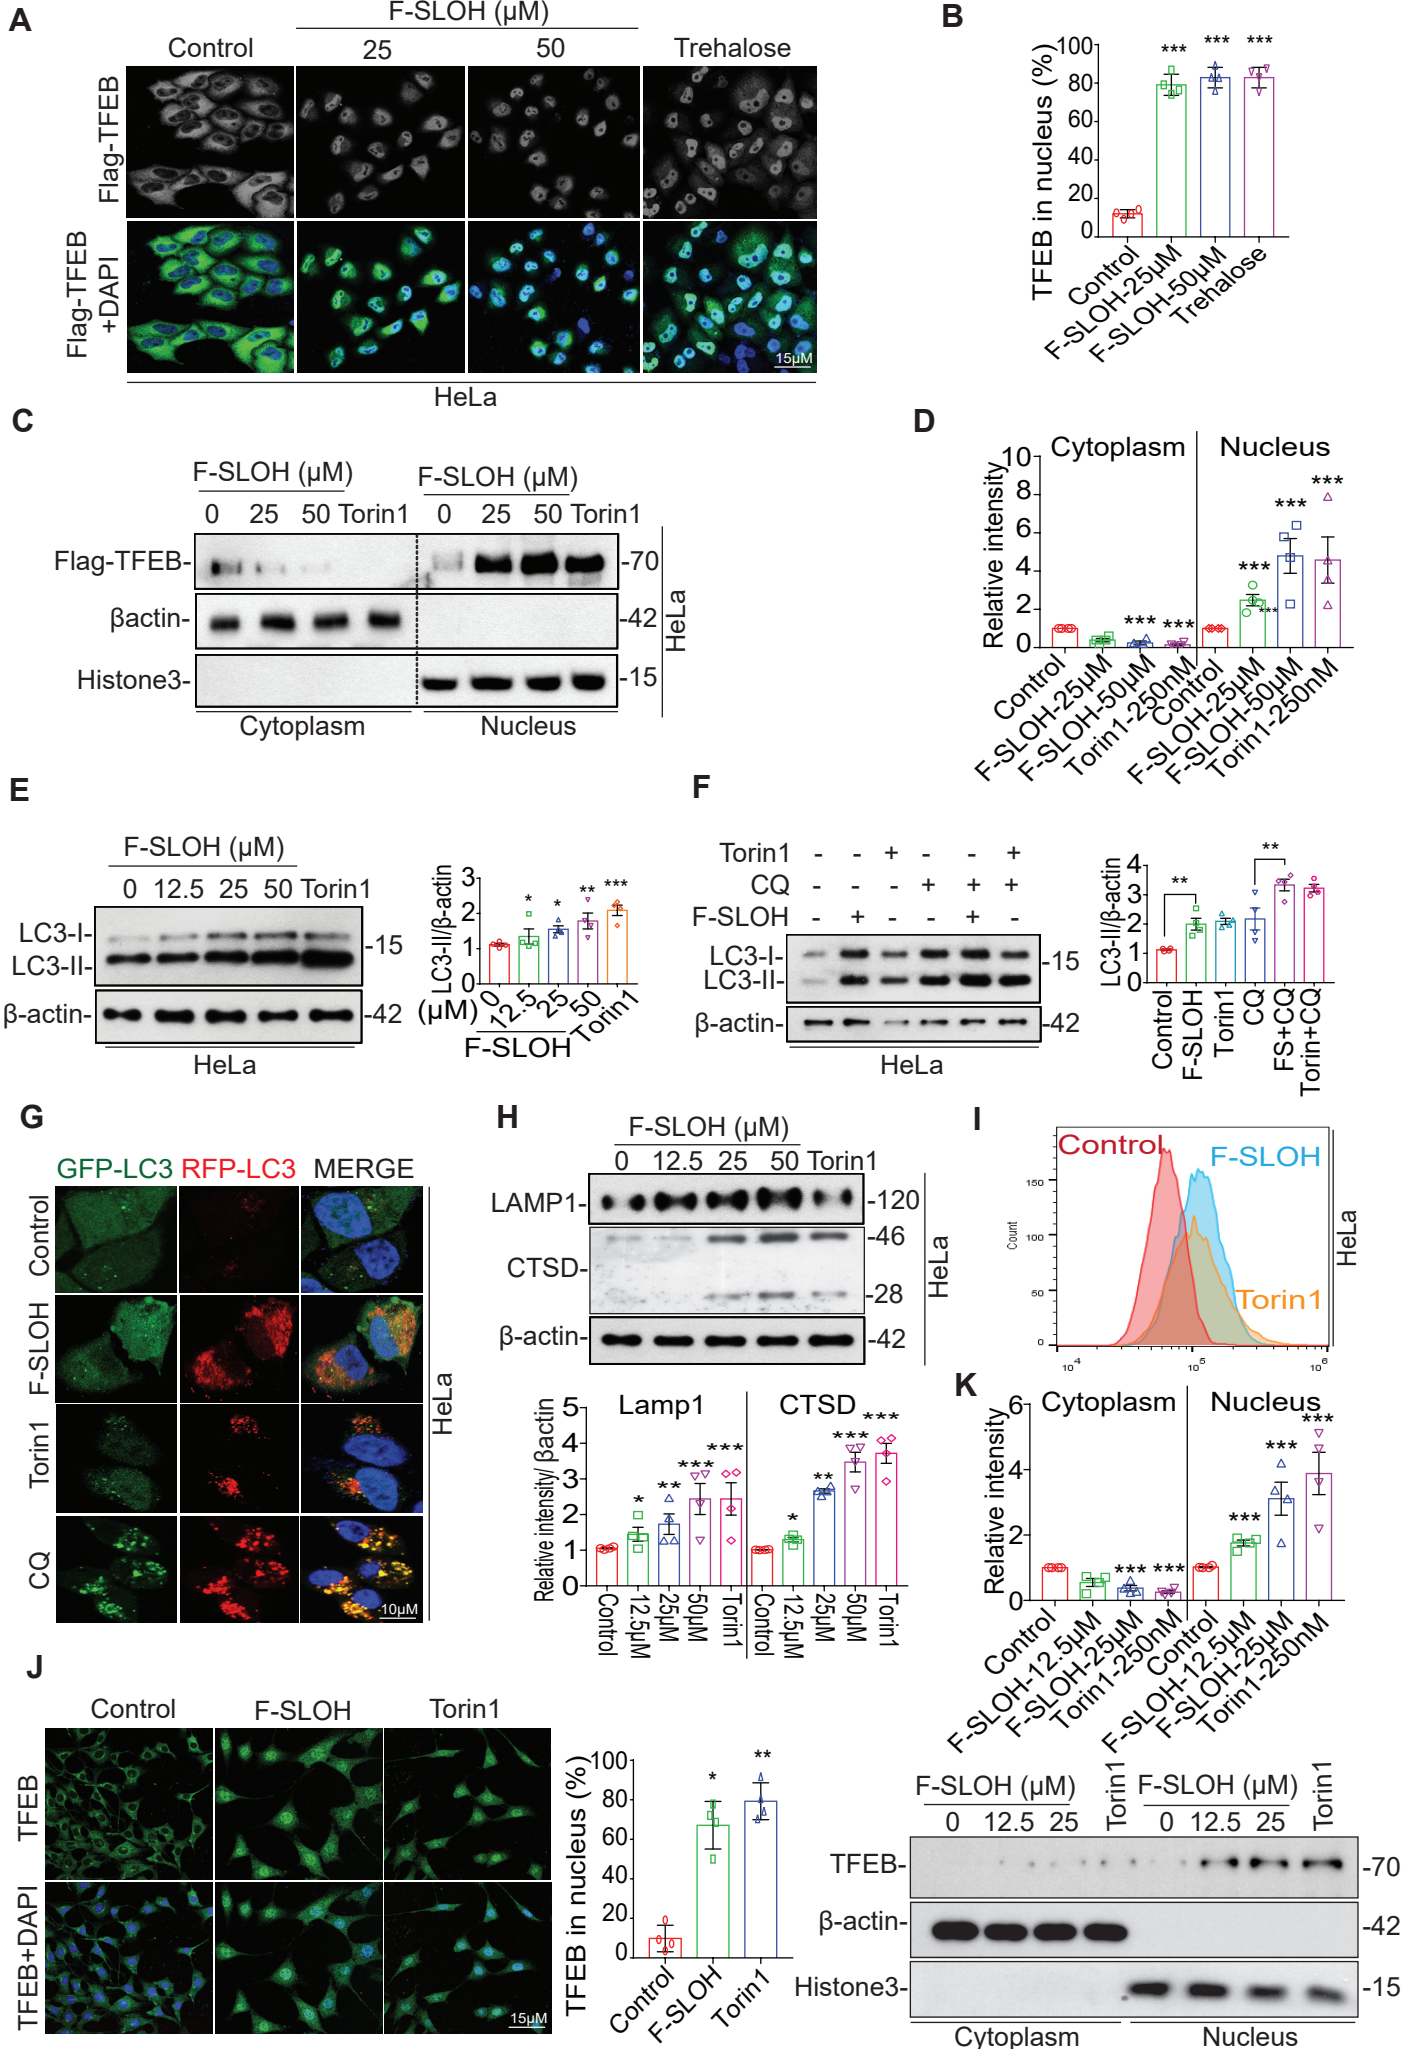 A
F-SLOH (µM)
Control
25
50
Trehalose
Flag-TFEB
Flag-TFEB
+DAPI
15µM
HeLa
B
TFEB in nucleus (%)
100
80
60
40
20
0
***
***
***
Control
F-SLOH-25µM
F-SLOH-50µM
Trehalose
C
F-SLOH (µM)
F-SLOH (µM)
0 25 50 Torin1 0 25 50 Torin1
Flag-TFEB-
-70
βactin-
-42
Histone3-
-15
Cytoplasm
Nucleus
HeLa
D
Cytoplasm
Nucleus
Relative intensity
10
8
6
4
2
0
*** *** *** *** *** ***
Control
F-SLOH-25µM
F-SLOH-50µM
Torin1-250nM
Control
F-SLOH-25µM
F-SLOH-50µM
Torin1-250nM
E
F-SLOH (µM)
0 12.5 25 50 Torin1
LC3-I-
LC3-II-
-15
β-actin-
-42
HeLa
LC3-II/β-actin
3
2
1
0
* * ** ***
(µM)
0
12.5
25
50
Torin1
F-SLOH
F
Torin1 - - + - - +
CQ - - - + + +
F-SLOH - + - - + -
LC3-I-
LC3-II-
-15
β-actin-
-42
HeLa
LC3-II/β-actin
4
3
2
1
0
** **
Control
F-SLOH
Torin1
CQ
FS+CQ
Torin+CQ
G
GFP-LC3 RFP-LC3 MERGE
Control
F-SLOH
Torin1
CQ
10µM
HeLa
H
F-SLOH (µM)
0 12.5 25 50 Torin1
LAMP1-
-120
CTSD-
-46
-28
β-actin-
-42
HeLa
Lamp1
CTSD
Relative intensity/ βactin
5
4
3
2
1
0
* ** *** *** * ** *** ***
Control
12.5µM
25µM
50µM
Torin1
Control
12.5µM
25µM
50µM
Torin1
I
Control
F-SLOH
Torin1
Count
150
100
50
0
10⁴ 10⁵ 10⁶
HeLa
J
Control
F-SLOH
Torin1
TFEB
TFEB+DAPI
15µM
TFEB in nucleus (%)
100
80
60
40
20
0
* **
Control
F-SLOH
Torin1
K
Cytoplasm
Nucleus
Relative intensity
6
4
2
0
*** *** *** *** ***
Control
F-SLOH-12.5µM
F-SLOH-25µM
Torin1-250nM
Control
F-SLOH-12.5µM
F-SLOH-25µM
Torin1-250nM
F-SLOH (µM)
F-SLOH (µM)
0 12.5 25 Torin1 0 12.5 25 Torin1
TFEB-
-70
β-actin-
-42
Histone3-
-15
Cytoplasm
Nucleus